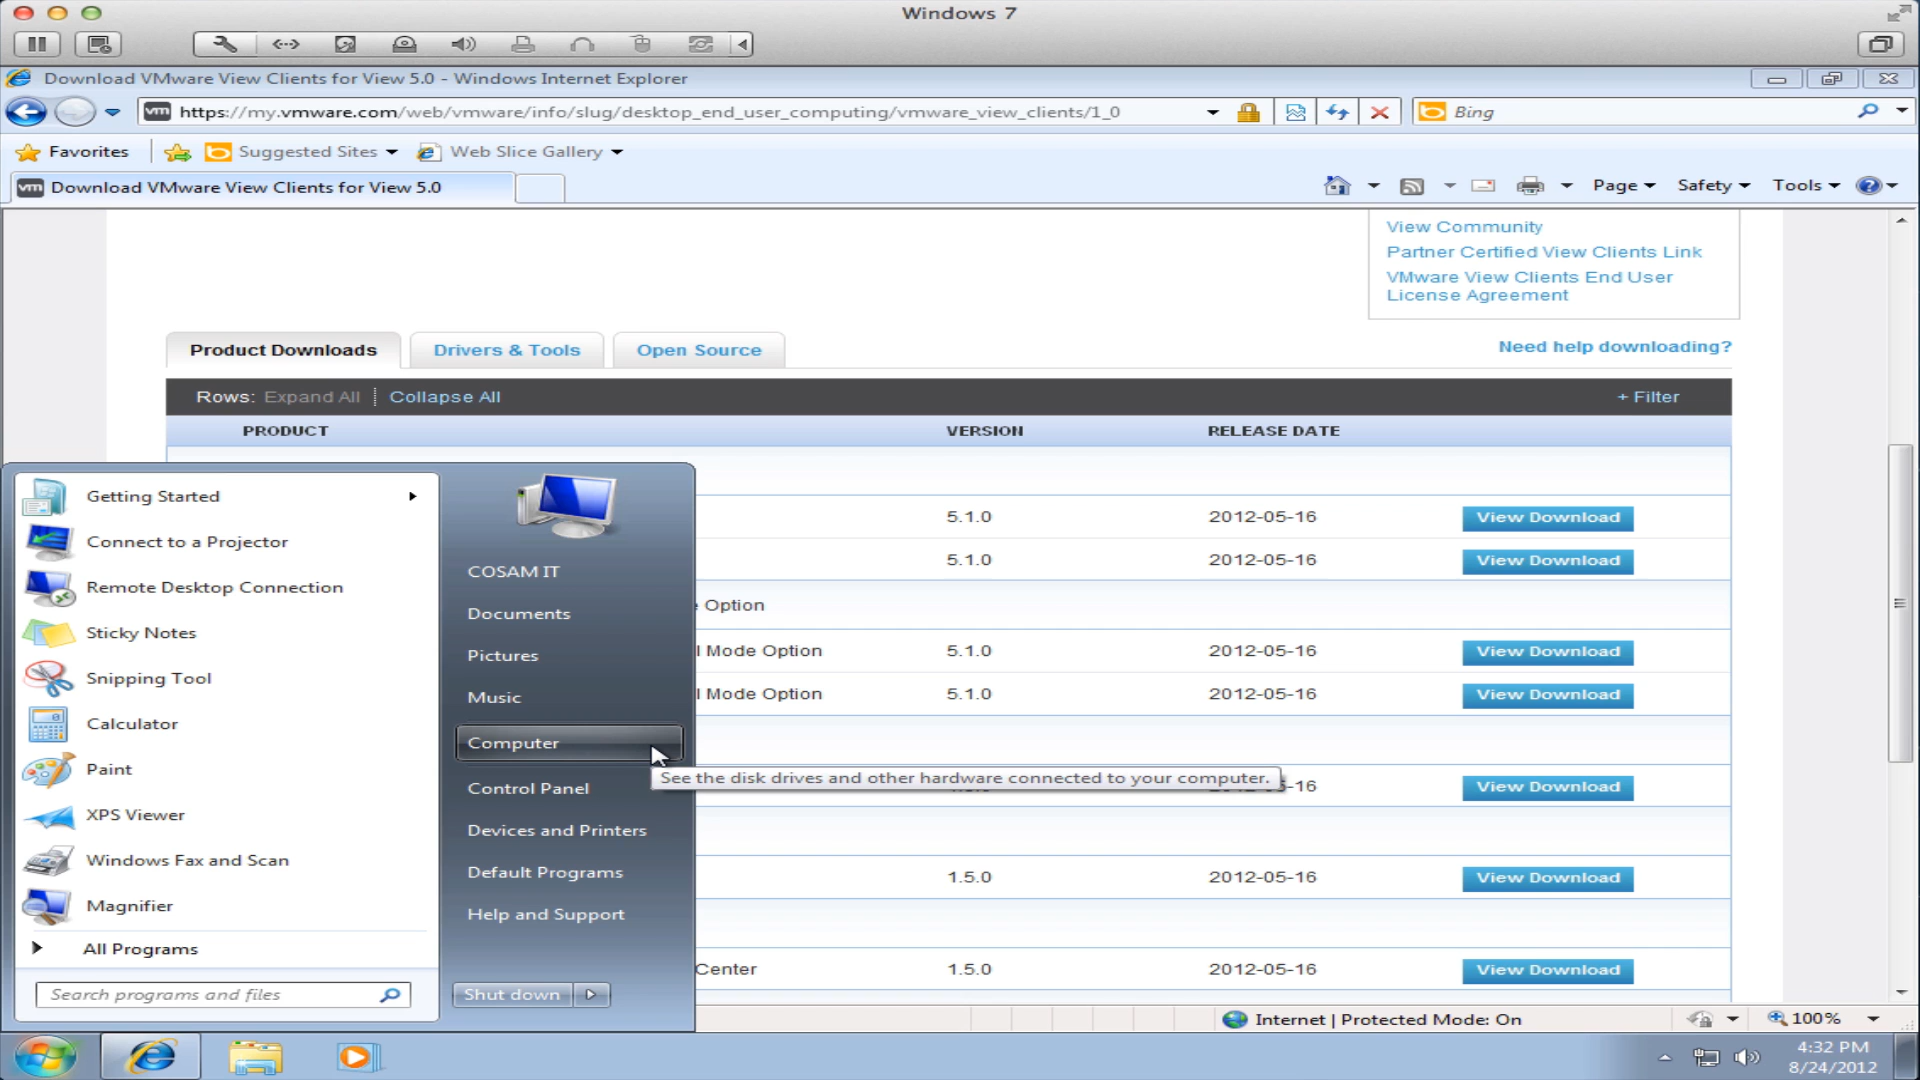 Windows 7
Download VMware View Clients for View 5.0 - Windows Internet Explorer
vm https://my.vmware.com/web/vmware/info/slug/desktop_end_user_computing/vmware_view_clients/1_0
Bing
Favorites
Suggested Sites
Web Slice Gallery
vm Download VMware View Clients for View 5.0
Page
Safety
Tools
View Community
Partner Certified View Clients Link
VMware View Clients End User
License Agreement
Product Downloads
Drivers & Tools
Open Source
Need help downloading?
Rows: Expand All
Collapse All
+ Filter
PRODUCT
VERSION
RELEASE DATE
5.1.0
2012-05-16
View Download
5.1.0
2012-05-16
View Download
Option
l Mode Option
5.1.0
2012-05-16
View Download
l Mode Option
5.1.0
2012-05-16
View Download
-16
View Download
1.5.0
2012-05-16
View Download
Center
1.5.0
2012-05-16
View Download
Getting Started
Connect to a Projector
Remote Desktop Connection
Sticky Notes
Snipping Tool
Calculator
Paint
XPS Viewer
Windows Fax and Scan
Magnifier
All Programs
Search programs and files
COSAM IT
Documents
Pictures
Music
Computer
See the disk drives and other hardware connected to your computer.
Control Panel
Devices and Printers
Default Programs
Help and Support
Shut down
Internet | Protected Mode: On
100%
4:32 PM
8/24/2012